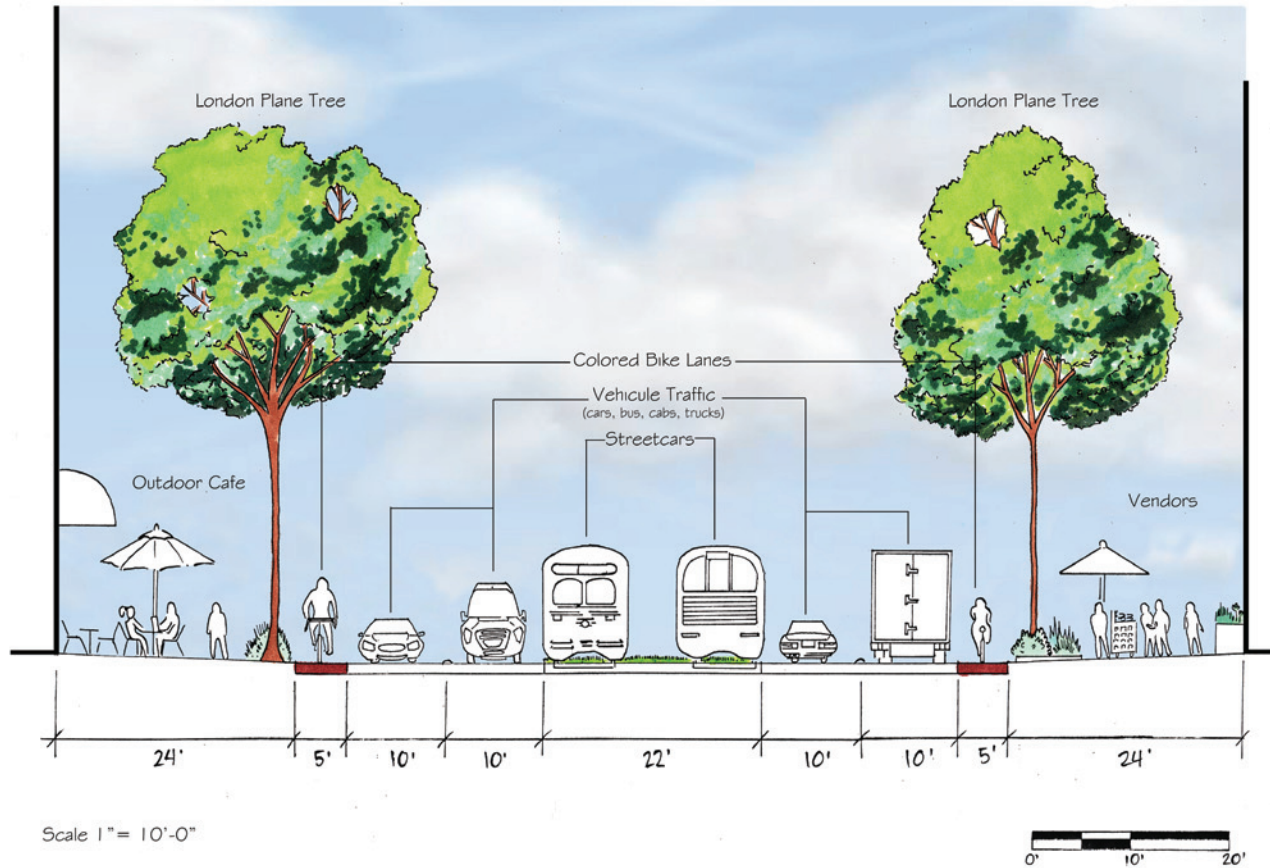 London Plane Tree
London Plane Tree
Colored Bike Lanes
Vehicule Traffic
(cars, bus, cabs, trucks)
Streetcars
Outdoor Cafe
Vendors
24' 5' 10' 10' 22' 10' 10' 5' 24'
Scale 1"= 10'-0"
0' 10' 20'